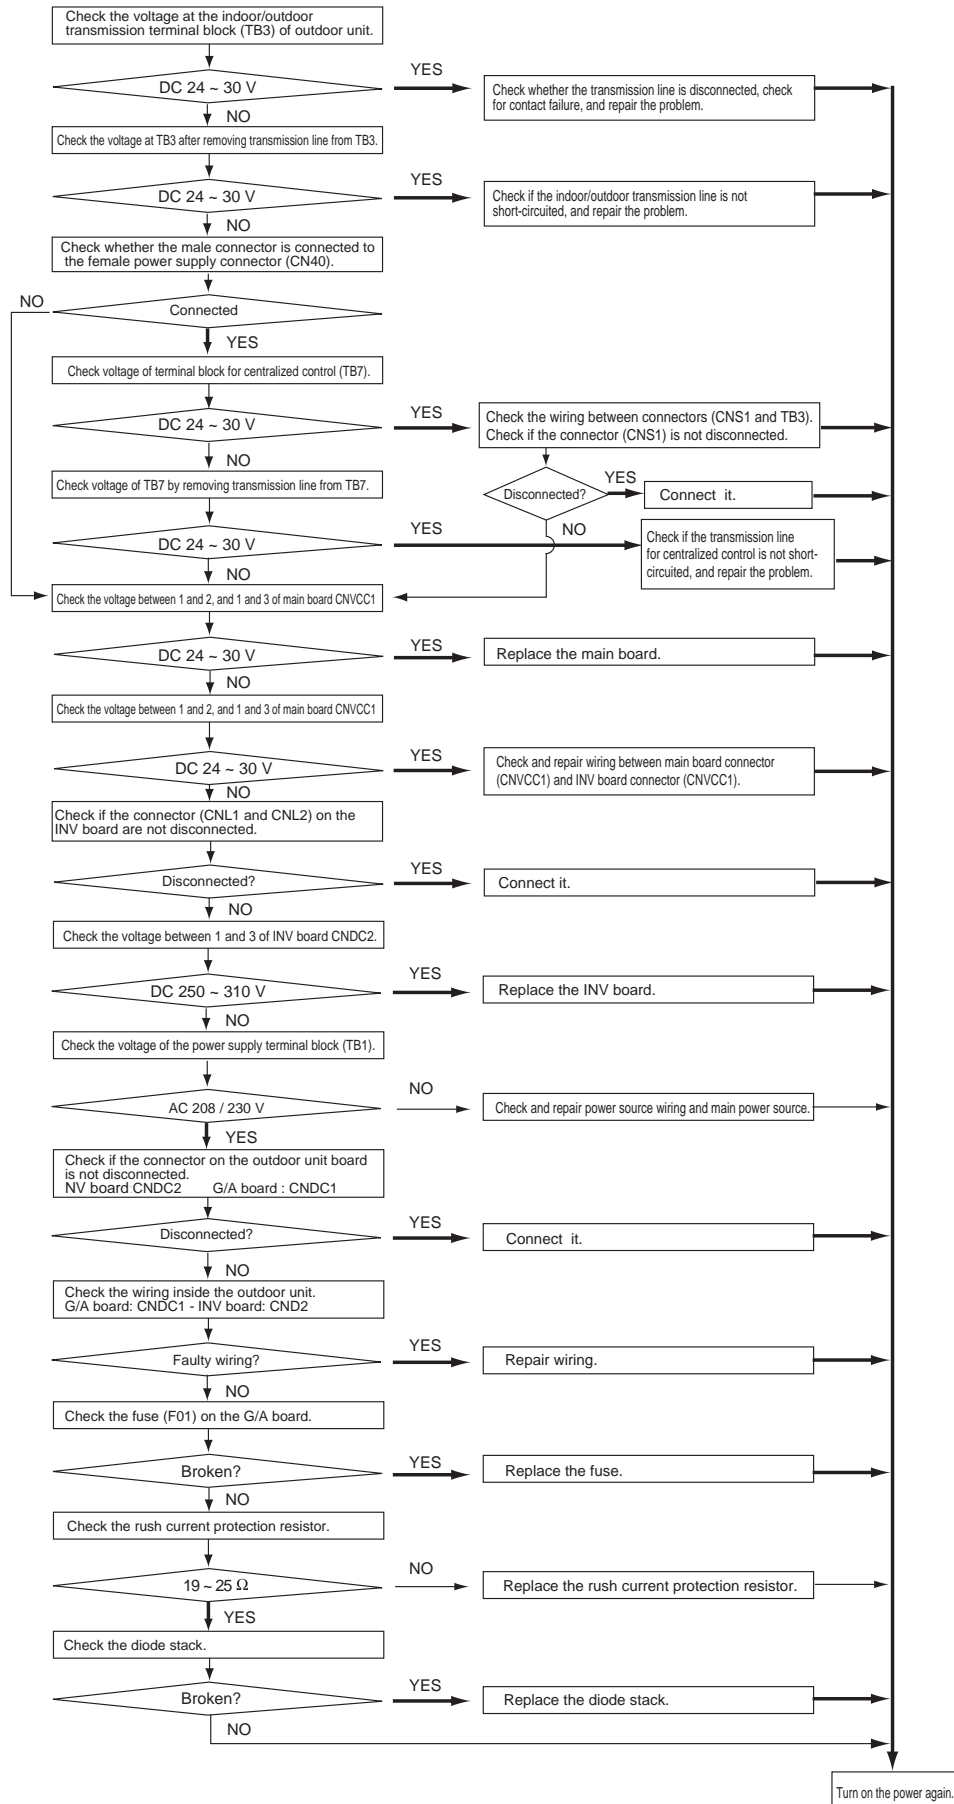 Check the voltage at the indoor/outdoor
transmission terminal block (TB3) of outdoor unit.
DC 24 ~ 30 V
YES
Check whether the transmission line is disconnected, check
for contact failure, and repair the problem.
NO
Check the voltage at TB3 after removing transmission line from TB3.
DC 24 ~ 30 V
YES
Check if the indoor/outdoor transmission line is not
short-circuited, and repair the problem.
NO
Check whether the male connector is connected to
the female power supply connector (CN40).
NO
Connected
YES
Check voltage of terminal block for centralized control (TB7).
DC 24 ~ 30 V
YES
Check the wiring between connectors (CNS1 and TB3).
Check if the connector (CNS1) is not disconnected.
NO
Check voltage of TB7 by removing transmission line from TB7.
Disconnected?
YES
Connect it.
NO
DC 24 ~ 30 V
YES
Check if the transmission line
for centralized control is not short-
circuited, and repair the problem.
NO
Check the voltage between 1 and 2, and 1 and 3 of main board CNVCC1
DC 24 ~ 30 V
YES
Replace the main board.
NO
Check the voltage between 1 and 2, and 1 and 3 of main board CNVCC1
DC 24 ~ 30 V
YES
Check and repair wiring between main board connector
(CNVCC1) and INV board connector (CNVCC1).
NO
Check if the connector (CNL1 and CNL2) on the
INV board are not disconnected.
Disconnected?
YES
Connect it.
NO
Check the voltage between 1 and 3 of INV board CNDC2.
DC 250 ~ 310 V
YES
Replace the INV board.
NO
Check the voltage of the power supply terminal block (TB1).
AC 208 / 230 V
NO
Check and repair power source wiring and main power source.
YES
Check if the connector on the outdoor unit board
is not disconnected.
NV board CNDC2 G/A board : CNDC1
Disconnected?
YES
Connect it.
NO
Check the wiring inside the outdoor unit.
G/A board: CNDC1 - INV board: CND2
Faulty wiring?
YES
Repair wiring.
NO
Check the fuse (F01) on the G/A board.
Broken?
YES
Replace the fuse.
NO
Check the rush current protection resistor.
19 ~ 25 Ω
NO
Replace the rush current protection resistor.
YES
Check the diode stack.
Broken?
YES
Replace the diode stack.
NO
Turn on the power again.